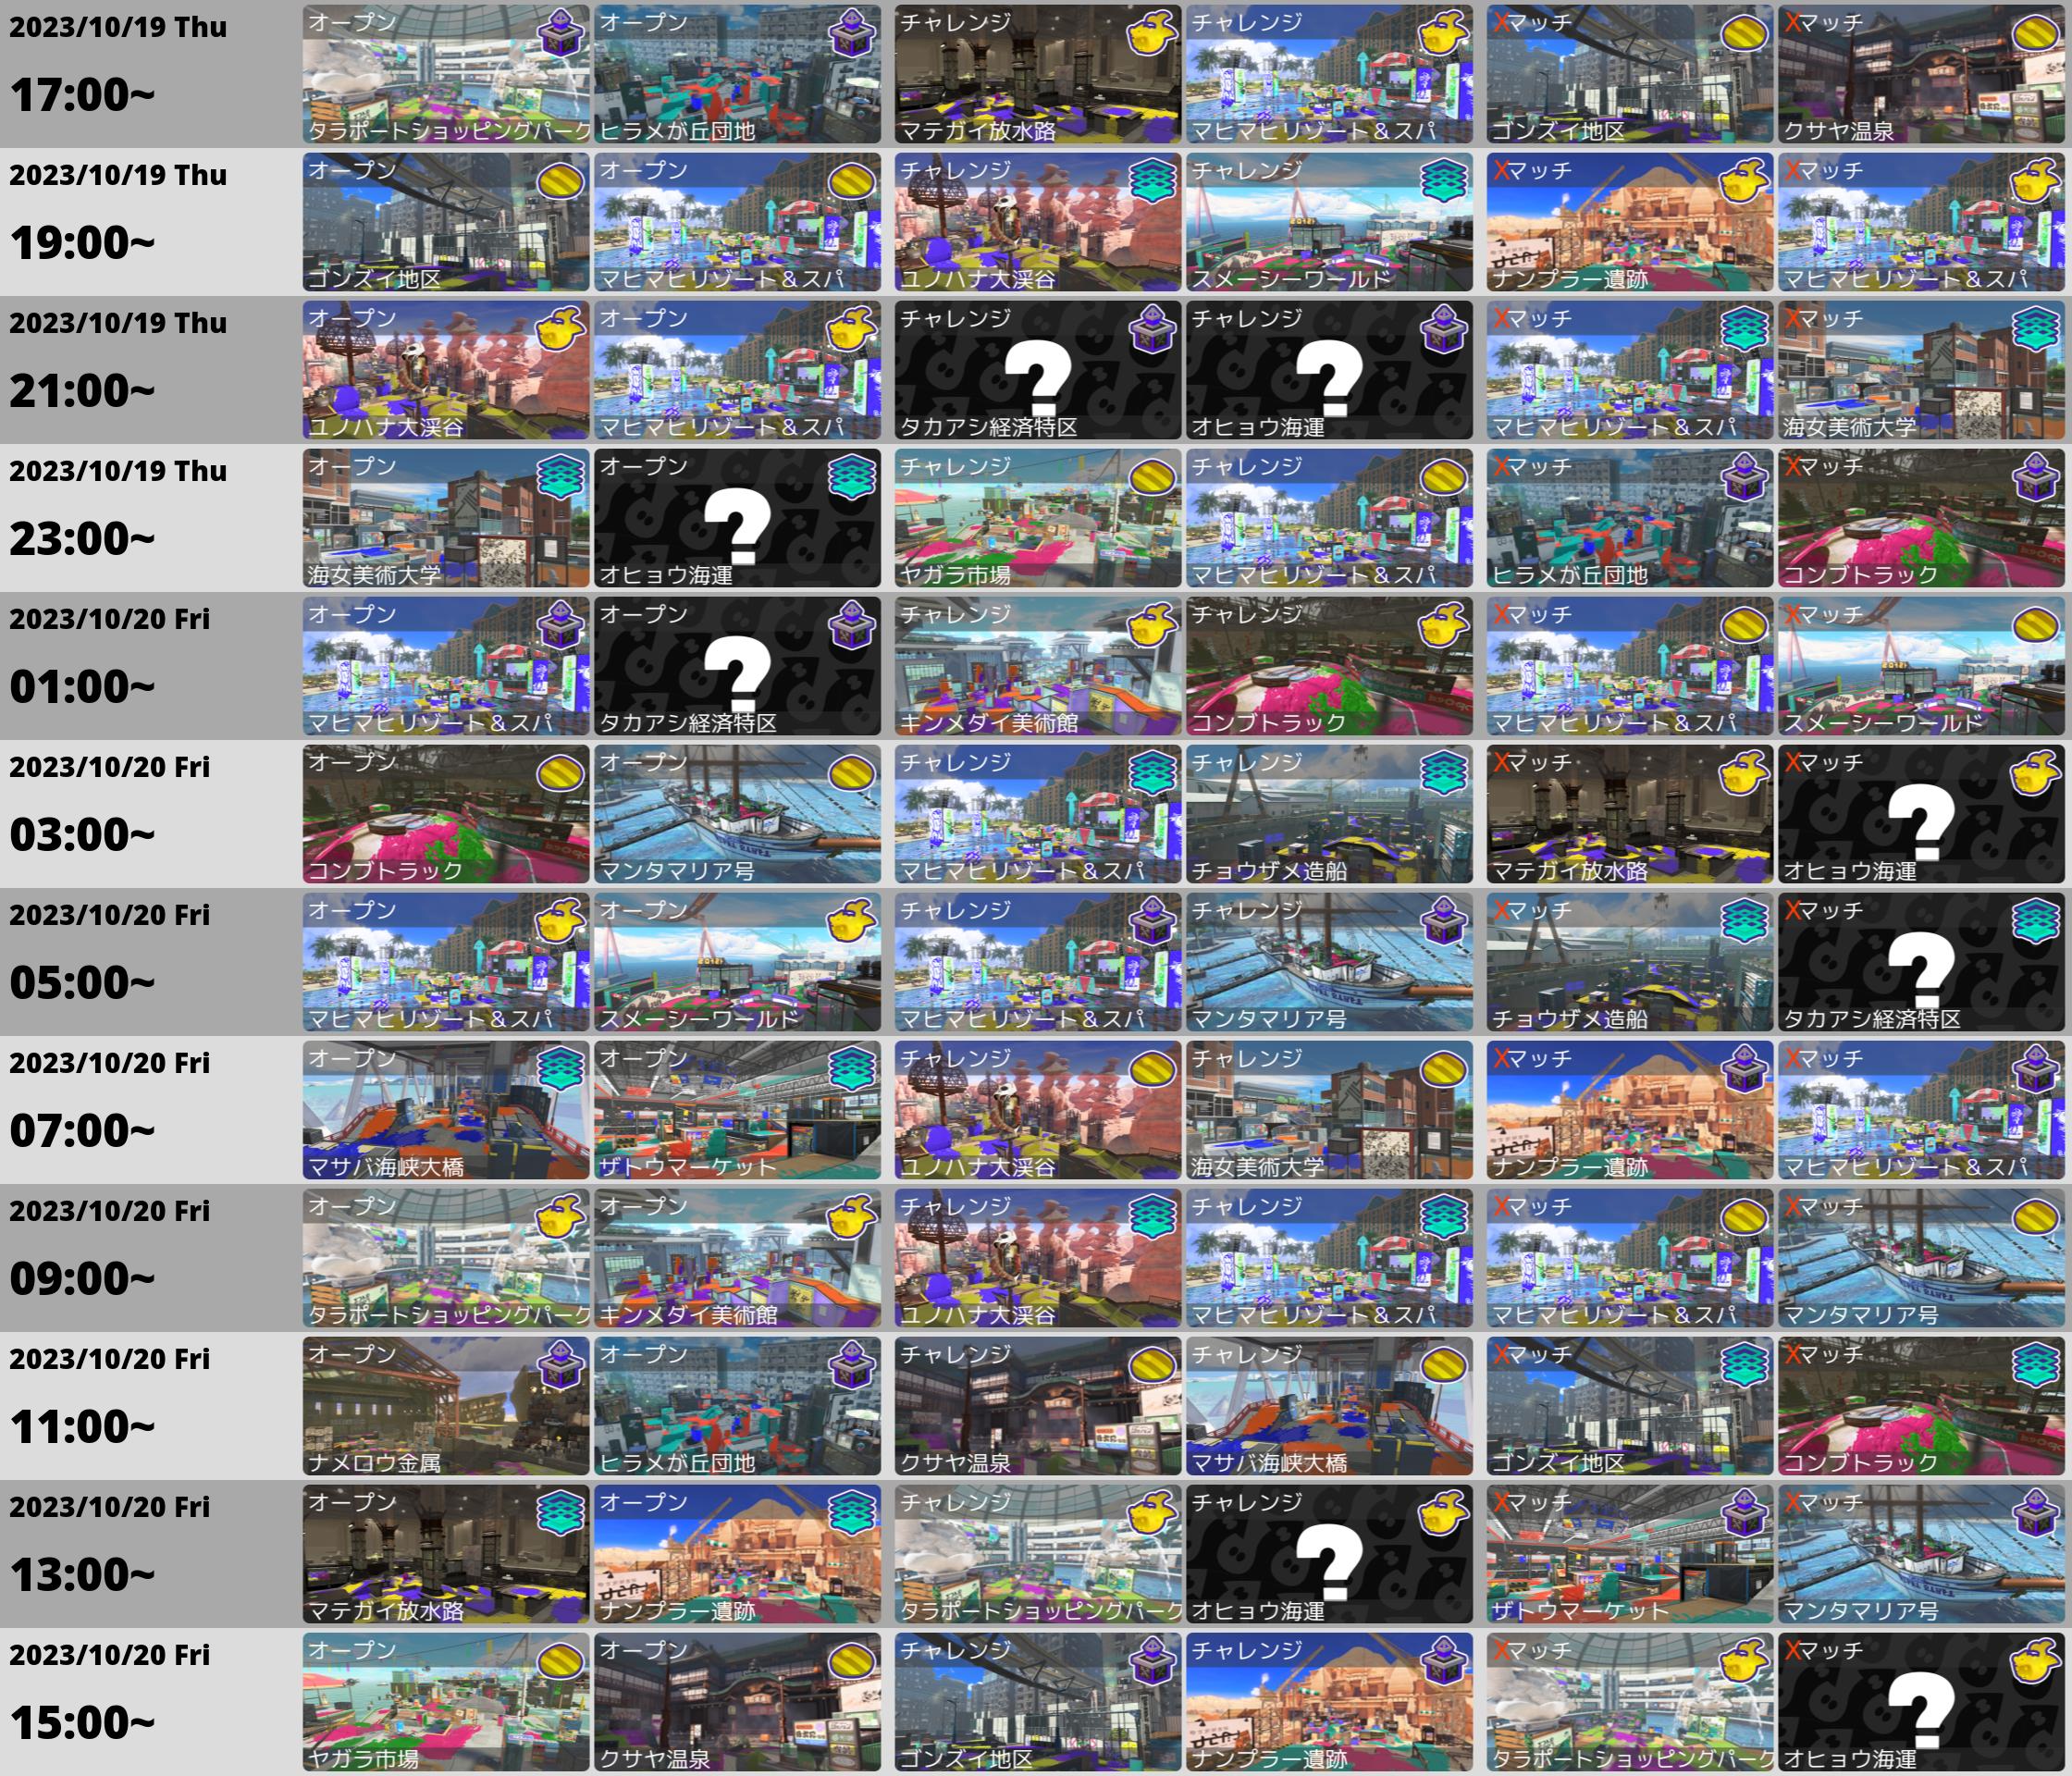 2023/10/19 Thu
17:00~
オープン
タラポートショッピングパーク
オープン
ヒラメが丘団地
チャレンジ
マテガイ放水路
チャレンジ
マヒマヒリゾート＆スパ
Xマッチ
ゴンズイ地区
Xマッチ
クサヤ温泉
2023/10/19 Thu
19:00~
オープン
ゴンズイ地区
オープン
マヒマヒリゾート＆スパ
チャレンジ
ユノハナ大渓谷
チャレンジ
スメーシーワールド
Xマッチ
ナンプラー遺跡
Xマッチ
マヒマヒリゾート＆スパ
2023/10/19 Thu
21:00~
オープン
ユノハナ大渓谷
オープン
マヒマヒリゾート＆スパ
チャレンジ
?
タカアシ経済特区
チャレンジ
?
オヒョウ海運
Xマッチ
マヒマヒリゾート＆スパ
Xマッチ
海女美術大学
2023/10/19 Thu
23:00~
オープン
海女美術大学
オープン
?
オヒョウ海運
チャレンジ
ヤガラ市場
チャレンジ
マヒマヒリゾート＆スパ
Xマッチ
ヒラメが丘団地
Xマッチ
コンブトラック
2023/10/20 Fri
01:00~
オープン
マヒマヒリゾート＆スパ
オープン
?
タカアシ経済特区
チャレンジ
キンメダイ美術館
チャレンジ
コンブトラック
Xマッチ
マヒマヒリゾート＆スパ
Xマッチ
スメーシーワールド
2023/10/20 Fri
03:00~
オープン
コンブトラック
オープン
マンタマリア号
チャレンジ
マヒマヒリゾート＆スパ
チャレンジ
チョウザメ造船
Xマッチ
マテガイ放水路
Xマッチ
?
オヒョウ海運
2023/10/20 Fri
05:00~
オープン
マヒマヒリゾート＆スパ
オープン
スメーシーワールド
チャレンジ
マヒマヒリゾート＆スパ
チャレンジ
マンタマリア号
Xマッチ
チョウザメ造船
Xマッチ
?
タカアシ経済特区
2023/10/20 Fri
07:00~
オープン
マサバ海峡大橋
オープン
ザトウマーケット
チャレンジ
ユノハナ大渓谷
チャレンジ
海女美術大学
Xマッチ
ナンプラー遺跡
Xマッチ
マヒマヒリゾート＆スパ
2023/10/20 Fri
09:00~
オープン
タラポートショッピングパーク
オープン
キンメダイ美術館
チャレンジ
ユノハナ大渓谷
チャレンジ
マヒマヒリゾート＆スパ
Xマッチ
マヒマヒリゾート＆スパ
Xマッチ
マンタマリア号
2023/10/20 Fri
11:00~
オープン
ナメロウ金属
オープン
ヒラメが丘団地
チャレンジ
クサヤ温泉
チャレンジ
マサバ海峡大橋
Xマッチ
ゴンズイ地区
Xマッチ
コンブトラック
2023/10/20 Fri
13:00~
オープン
マテガイ放水路
オープン
ナンプラー遺跡
チャレンジ
タラポートショッピングパーク
チャレンジ
?
オヒョウ海運
Xマッチ
ザトウマーケット
Xマッチ
マンタマリア号
2023/10/20 Fri
15:00~
オープン
ヤガラ市場
オープン
クサヤ温泉
チャレンジ
ゴンズイ地区
チャレンジ
ナンプラー遺跡
Xマッチ
タラポートショッピングパーク
Xマッチ
?
オヒョウ海運